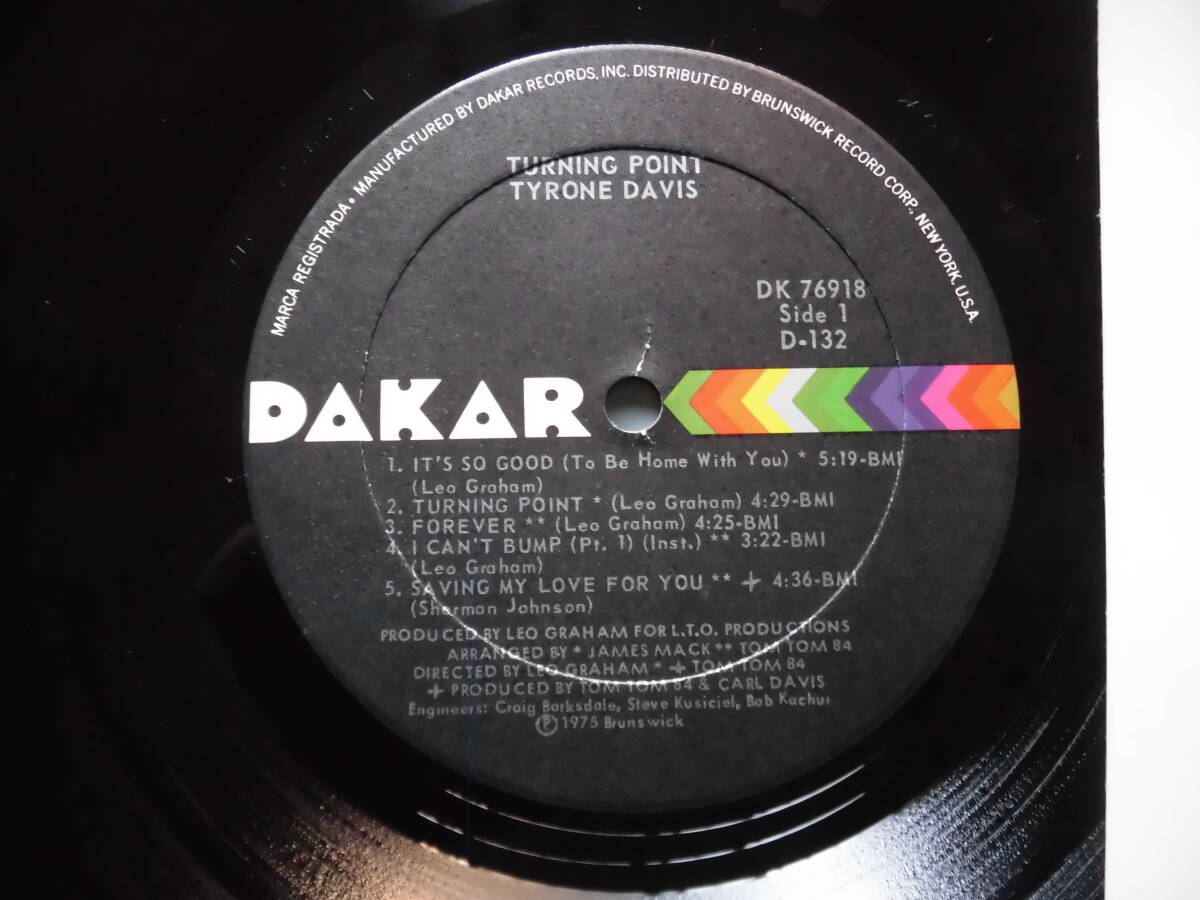 MARCA REGISTRADA • MANUFACTURED BY DAKAR RECORDS, INC. DISTRIBUTED BY BRUNSWICK RECORD CORP., NEW YORK, U.S.A.
TURNING POINT
TYRONE DAVIS
DK 76918
Side 1
D-132
DAKAR
1. IT'S SO GOOD (To Be Home With You) * 5:19-BMI
(Leo Graham)
2. TURNING POINT * (Leo Graham) 4:29-BMI
3. FOREVER ** (Leo Graham) 4:25-BMI
4. I CAN'T BUMP (Pt. 1) (Inst.) ** 3:22-BMI
(Leo Graham)
5. SAVING MY LOVE FOR YOU ** + 4:36-BMI
(Sherman Johnson)
PRODUCED BY LEO GRAHAM FOR L.T.O. PRODUCTIONS
ARRANGED BY * JAMES MACK ** TOM TOM 84
DIRECTED BY LEO GRAHAM * + TOM TOM 84
+ PRODUCED BY TOM TOM 84 & CARL DAVIS
Engineers: Craig Barksdale, Steve Kusiciel, Bob Kachur
Ⓟ 1975 Brunswick